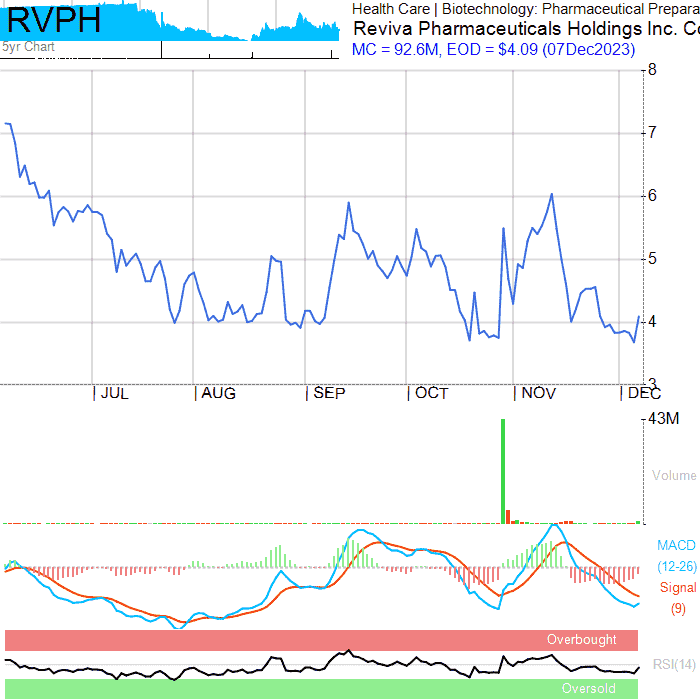 RVPH
5yr Chart
Health Care | Biotechnology: Pharmaceutical Prepara
Reviva Pharmaceuticals Holdings Inc. Co
MC = 92.6M, EOD = $4.09 (07Dec2023)
8
7
6
5
4
3
JUL AUG SEP OCT NOV DEC
43M
Volume
MACD
(12-26)
Signal
(9)
Overbought
RSI(14)
Oversold